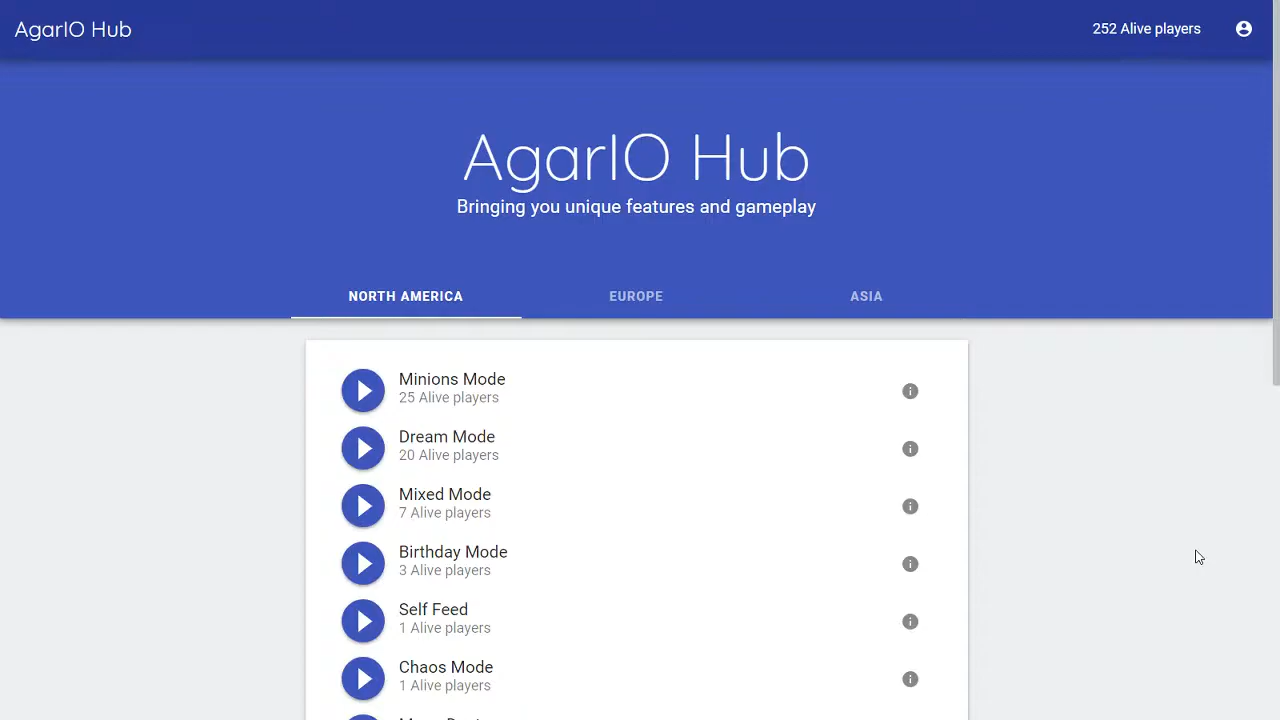 AgarIO Hub
252 Alive players
AgarIO Hub
Bringing you unique features and gameplay
NORTH AMERICA
EUROPE
ASIA
Minions Mode
25 Alive players
Dream Mode
20 Alive players
Mixed Mode
7 Alive players
Birthday Mode
3 Alive players
Self Feed
1 Alive players
Chaos Mode
1 Alive players